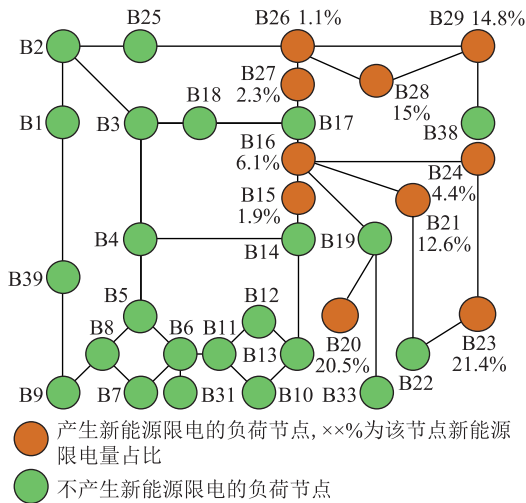 B25
B26 1.1%
B29 14.8%
B2
B27
2.3%
B28
15%
B18
B1
B3
B17
B38
B16
6.1%
B24
4.4%
B15
1.9%
B21
12.6%
B4
B14
B19
B39
B5
B12
B8
B6
B11
B13
B20
20.5%
B23
21.4%
B22
B9
B7
B31
B10
B33
产生新能源限电的负荷节点,××%为该节点新能源
限电量占比
不产生新能源限电的负荷节点